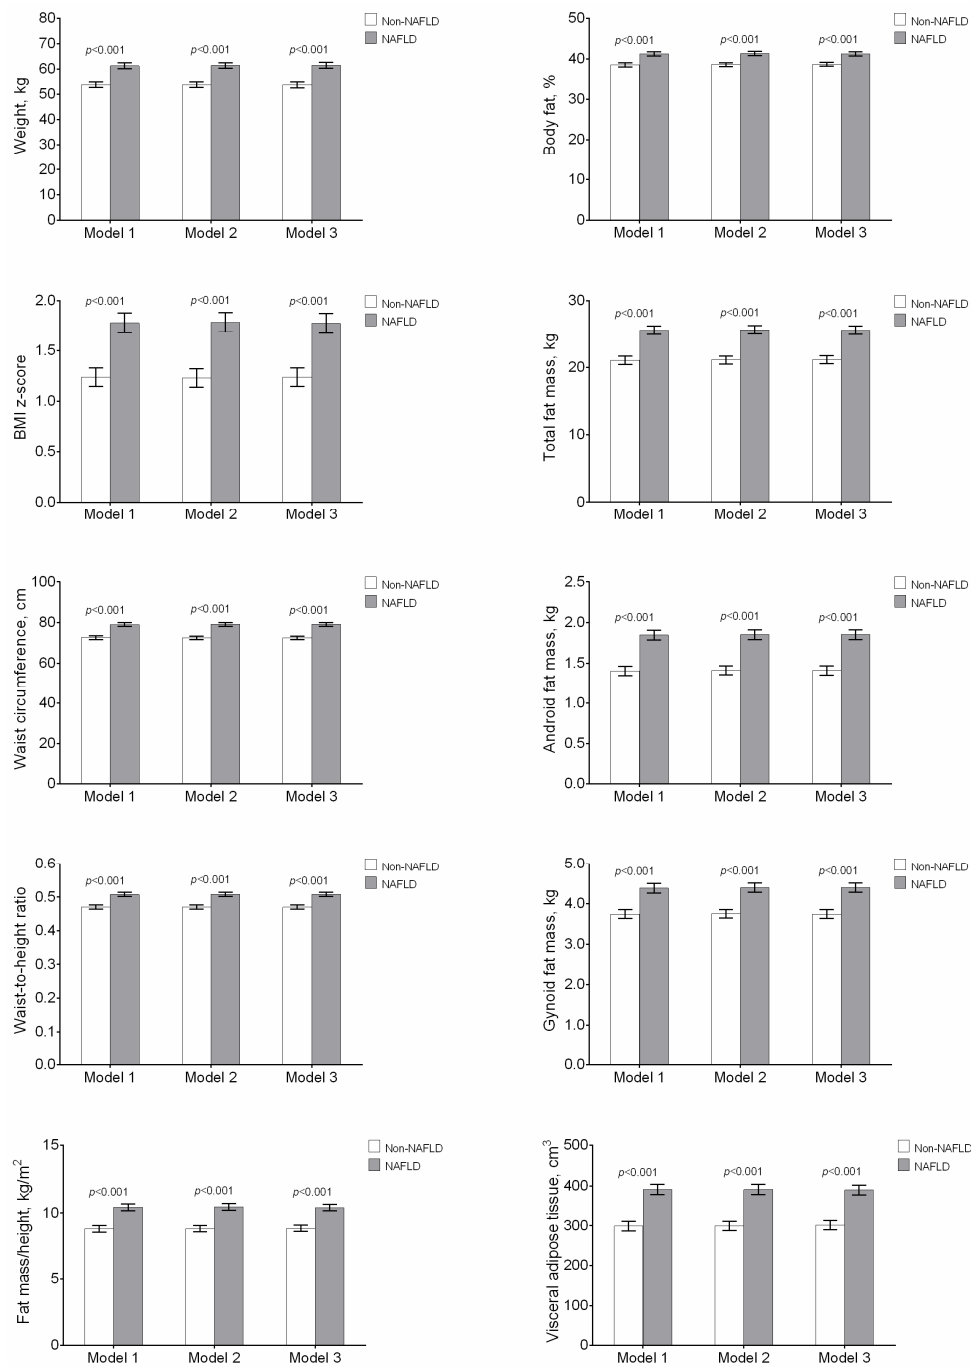 80
70
60
50
40
30
20
10
0
Weight, kg
p<0.001
p<0.001
p<0.001
Model 1
Model 2
Model 3
Non-NAFLD
NAFLD
50
40
30
20
10
0
Body fat, %
p<0.001
p<0.001
p<0.001
Model 1
Model 2
Model 3
Non-NAFLD
NAFLD
2.0
1.5
1.0
0.5
0.0
BMI z-score
p<0.001
p<0.001
p<0.001
Model 1
Model 2
Model 3
Non-NAFLD
NAFLD
30
20
10
0
Total fat mass, kg
p<0.001
p<0.001
p<0.001
Model 1
Model 2
Model 3
Non-NAFLD
NAFLD
100
80
60
40
20
0
Waist circumference, cm
p<0.001
p<0.001
p<0.001
Model 1
Model 2
Model 3
Non-NAFLD
NAFLD
2.5
2.0
1.5
1.0
0.5
0.0
Android fat mass, kg
p<0.001
p<0.001
p<0.001
Model 1
Model 2
Model 3
Non-NAFLD
NAFLD
0.6
0.5
0.4
0.3
0.2
0.1
0.0
Waist-to-height ratio
p<0.001
p<0.001
p<0.001
Model 1
Model 2
Model 3
Non-NAFLD
NAFLD
5.0
4.0
3.0
2.0
1.0
0.0
Gynoid fat mass, kg
p<0.001
p<0.001
p<0.001
Model 1
Model 2
Model 3
Non-NAFLD
NAFLD
15
10
5
0
Fat mass/height, kg/m²
p<0.001
p<0.001
p<0.001
Model 1
Model 2
Model 3
Non-NAFLD
NAFLD
500
400
300
200
100
0
Visceral adipose tissue, cm³
p<0.001
p<0.001
p<0.001
Model 1
Model 2
Model 3
Non-NAFLD
NAFLD